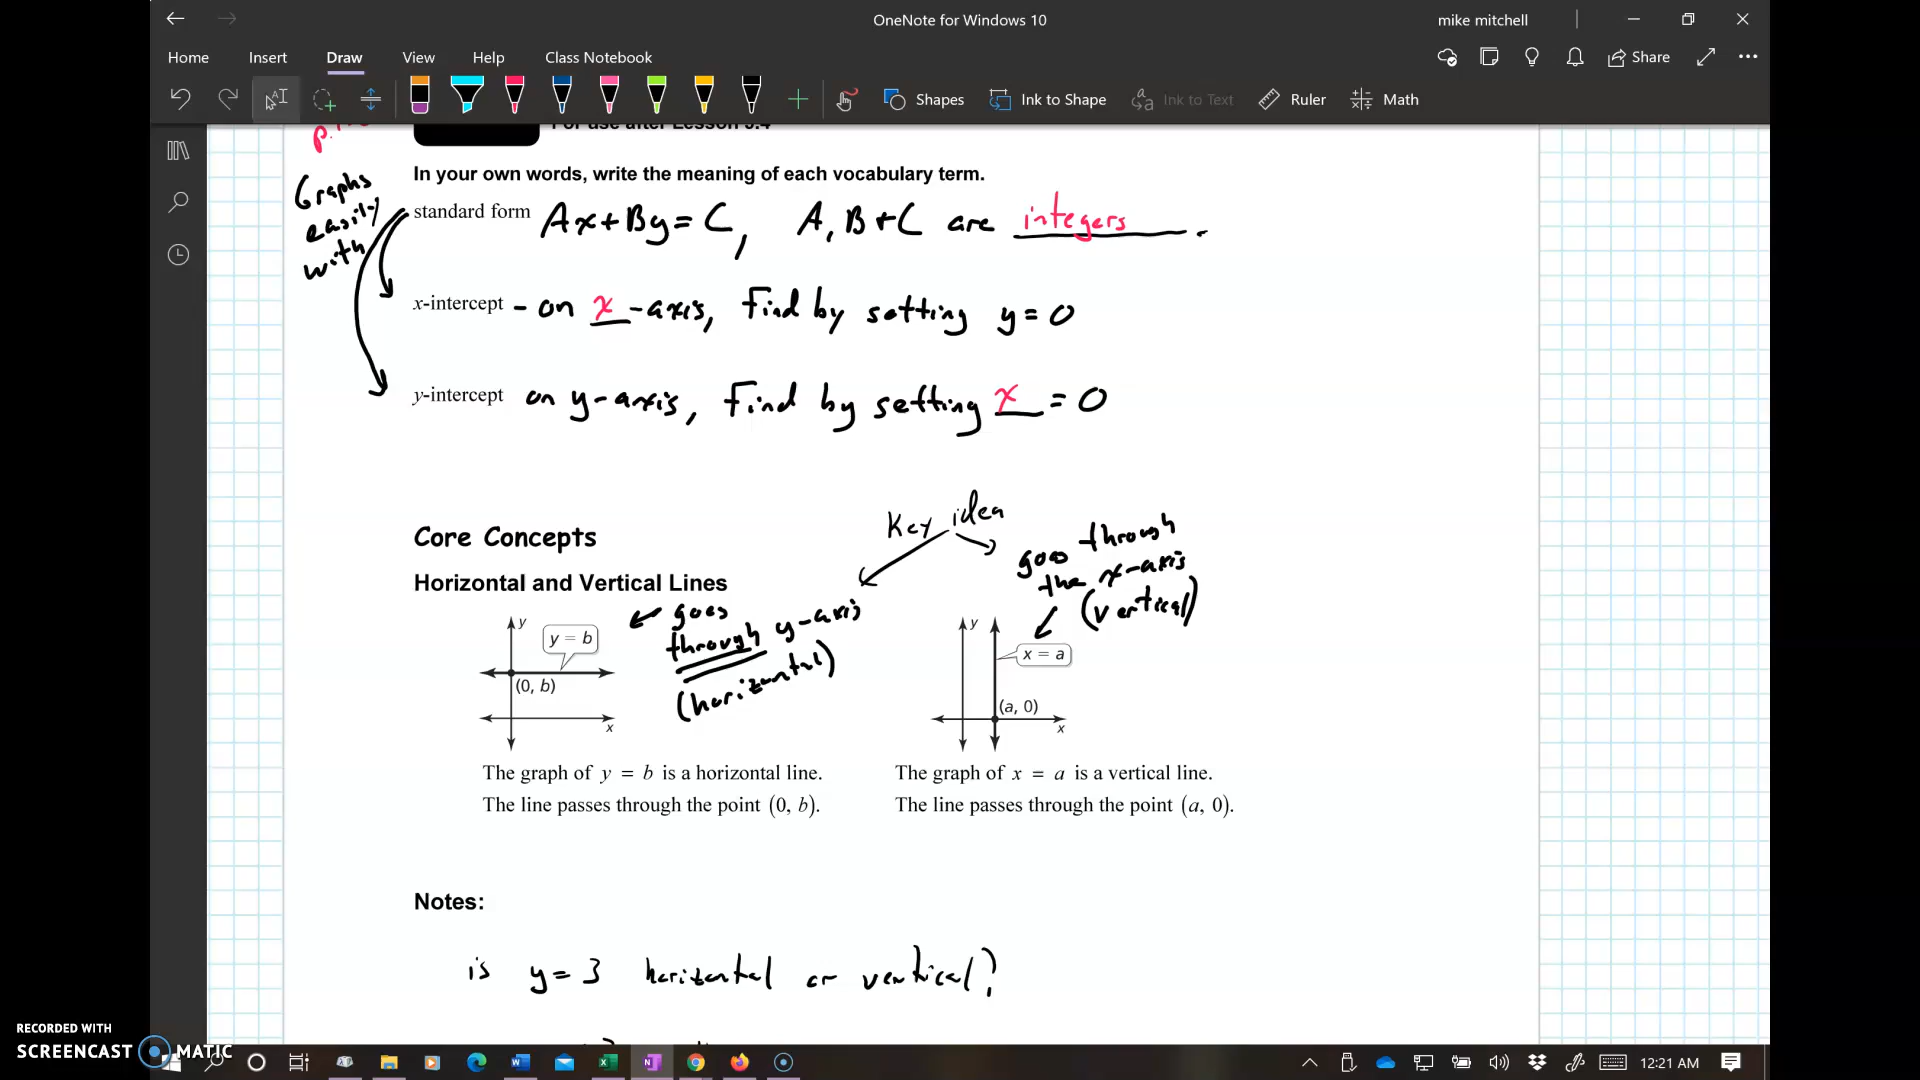 OneNote for Windows 10
mike mitchell
Home Insert Draw View Help Class Notebook
Share
Shapes Ink to Shape Ink to Text Ruler Math
p.
For use after Lesson 3.4
In your own words, write the meaning of each vocabulary term.
Graphs
easily
with
standard form Ax+By=C, A, B + C are integers.
x-intercept - on x-axis, Find by setting y=0
y-intercept on y-axis, Find by setting x=0
Key idea
Core Concepts
Horizontal and Vertical Lines
goes
through y-axis
(horizontal)
goes through
the x-axis
(vertical)
y
y = b
(0, b)
x
y
x = a
(a, 0)
x
The graph of y = b is a horizontal line.
The line passes through the point (0, b).
The graph of x = a is a vertical line.
The line passes through the point (a, 0).
Notes:
is y=3 horizontal or vertical?
RECORDED WITH
SCREENCAST MATIC
12:21 AM